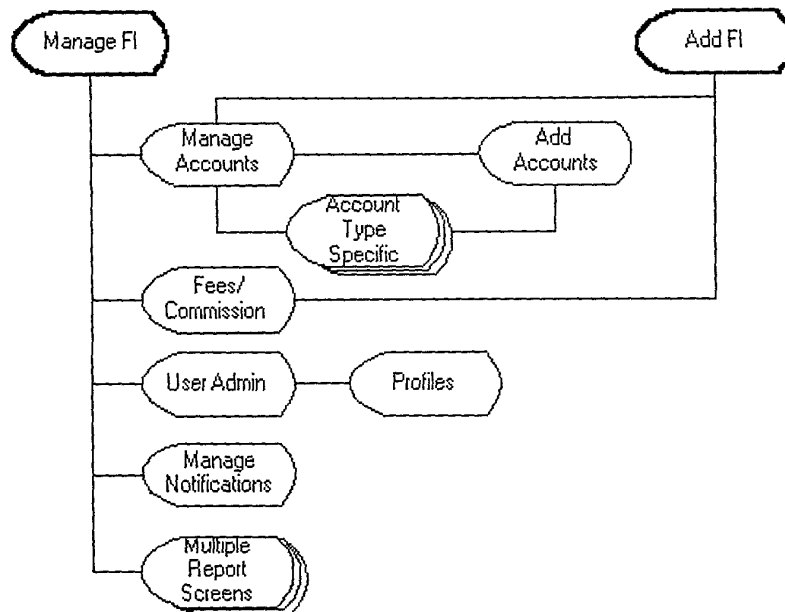 Manage FI
Add FI
Manage
Accounts
Add
Accounts
Account
Type
Specific
Fees/
Commission
User Admin
Profiles
Manage
Notifications
Multiple
Report
Screens